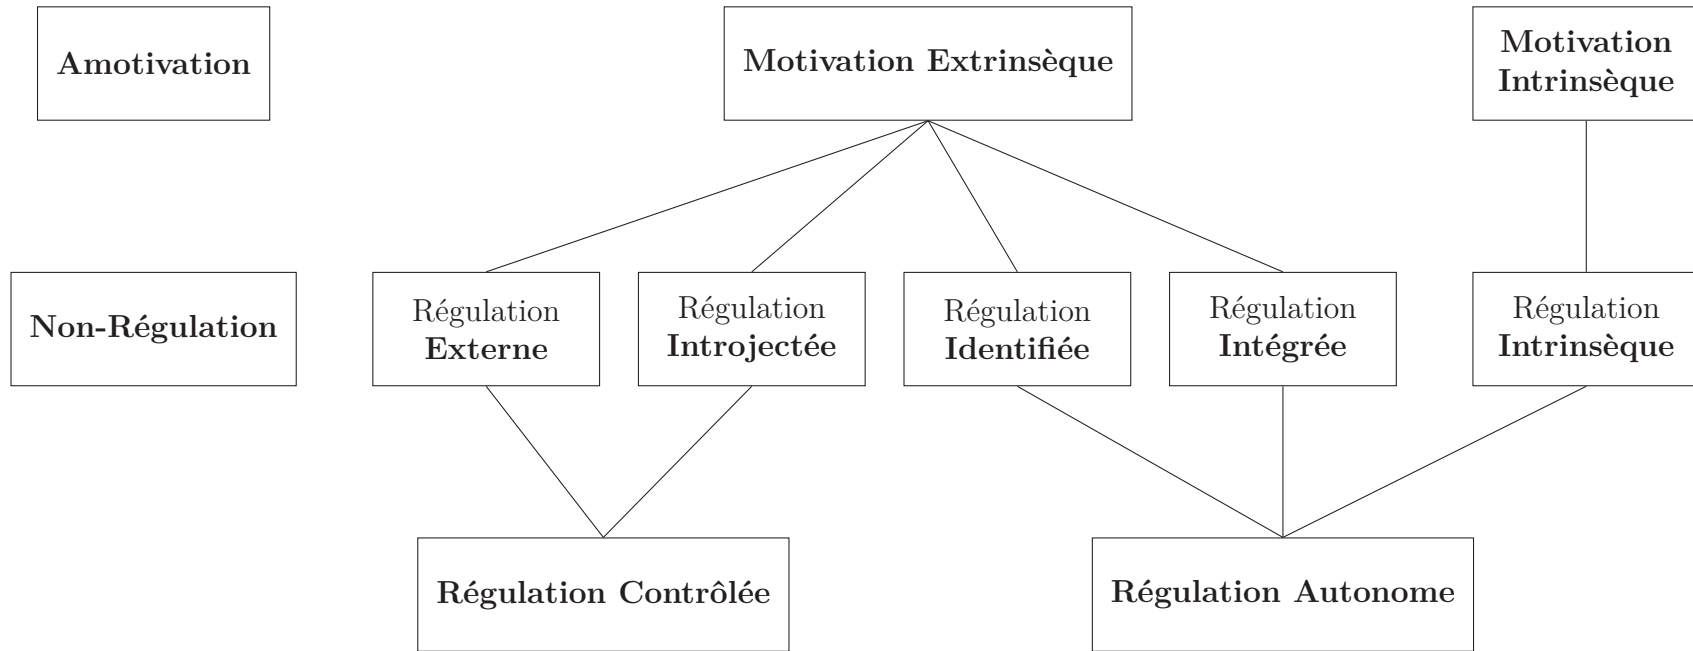 Amotivation
Motivation Extrinsèque
Motivation
Intrinsèque
Non-Régulation
Régulation
Externe
Régulation
Introjectée
Régulation
Identifiée
Régulation
Intégrée
Régulation
Intrinsèque
Régulation Contrôlée
Régulation Autonome